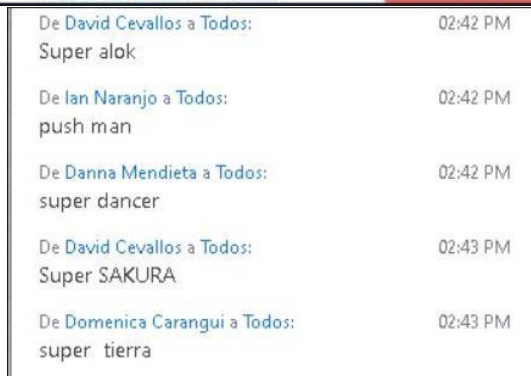 De David Cevallos a Todos: 02:42 PM
Super alok
De Ian Naranjo a Todos: 02:42 PM
push man
De Danna Mendieta a Todos: 02:42 PM
super dancer
De David Cevallos a Todos: 02:43 PM
Super SAKURA
De Domenica Carangui a Todos: 02:43 PM
super tierra